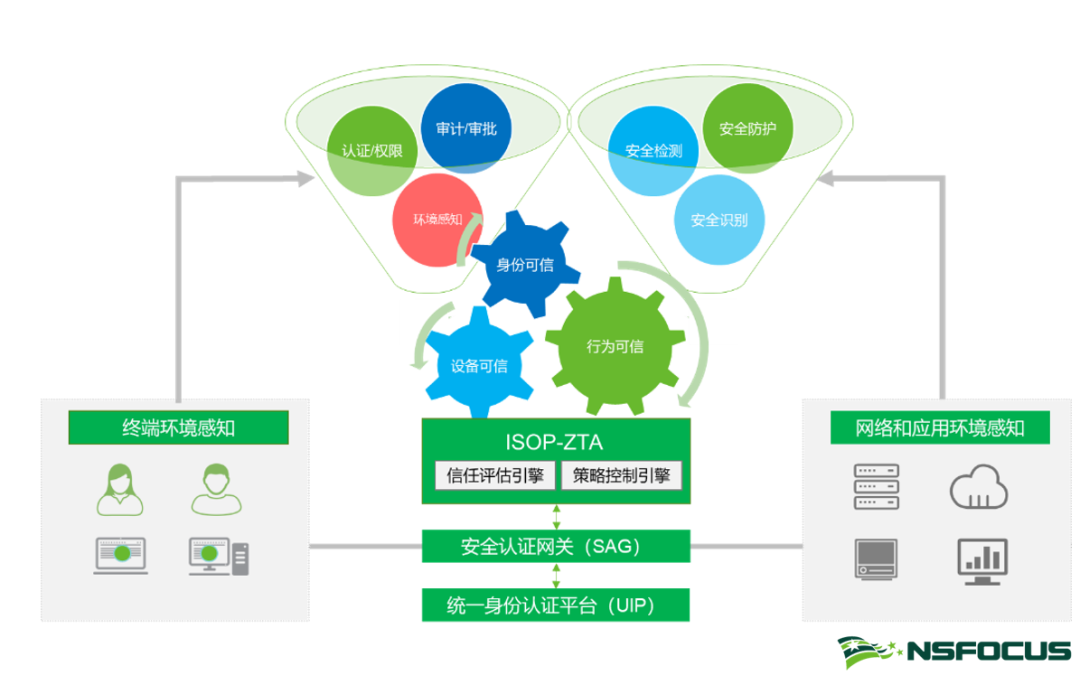 审计/审批
认证/权限
环境感知
安全防护
安全检测
安全识别
身份可信
行为可信
设备可信
终端环境感知
ISOP-ZTA
信任评估引擎
策略控制引擎
网络和应用环境感知
安全认证网关（SAG）
统一身份认证平台（UIP）
NSFOCUS